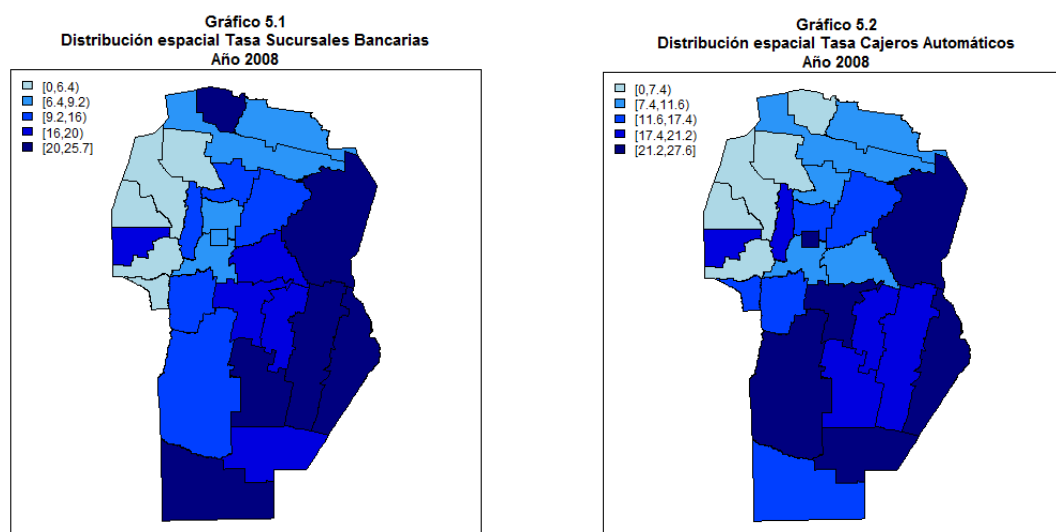 Gráfico 5.1
Distribución espacial Tasa Sucursales Bancarias
Año 2008
[0,6.4)
[6.4,9.2)
[9.2,16)
[16,20)
[20,25.7]
Gráfico 5.2
Distribución espacial Tasa Cajeros Automáticos
Año 2008
[0,7.4)
[7.4,11.6)
[11.6,17.4)
[17.4,21.2)
[21.2,27.6]